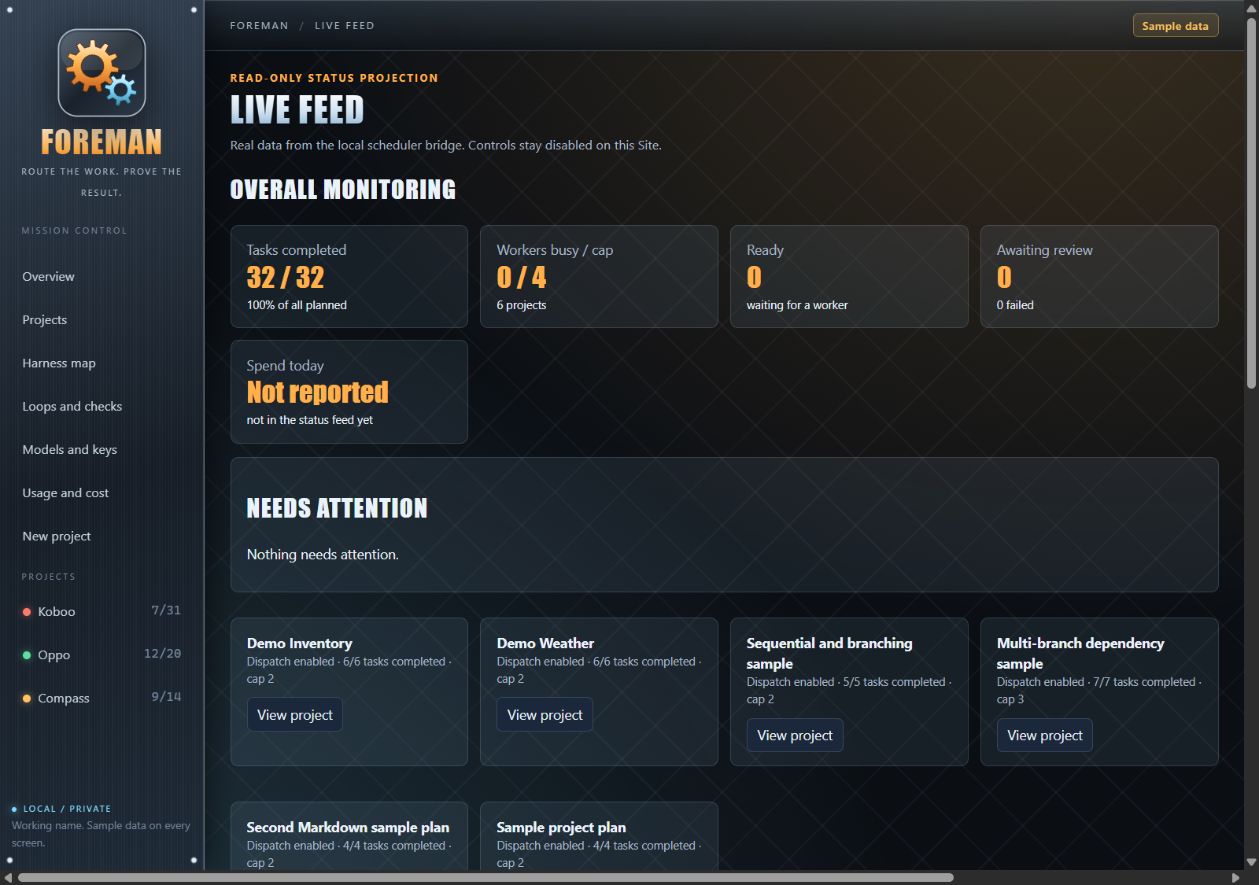 FOREMAN
ROUTE THE WORK. PROVE THE
RESULT.
MISSION CONTROL
Overview
Projects
Harness map
Loops and checks
Models and keys
Usage and cost
New project
PROJECTS
Koboo 7/31
Oppo 12/20
Compass 9/14
LOCAL / PRIVATE
Working name. Sample data on every
screen.
FOREMAN / LIVE FEED
Sample data
READ-ONLY STATUS PROJECTION
LIVE FEED
Real data from the local scheduler bridge. Controls stay disabled on this Site.
OVERALL MONITORING
Tasks completed
32 / 32
100% of all planned
Workers busy / cap
0 / 4
6 projects
Ready
0
waiting for a worker
Awaiting review
0
0 failed
Spend today
Not reported
not in the status feed yet
NEEDS ATTENTION
Nothing needs attention.
Demo Inventory
Dispatch enabled · 6/6 tasks completed ·
cap 2
View project
Demo Weather
Dispatch enabled · 6/6 tasks completed ·
cap 2
View project
Sequential and branching
sample
Dispatch enabled · 5/5 tasks completed ·
cap 2
View project
Multi-branch dependency
sample
Dispatch enabled · 7/7 tasks completed ·
cap 3
View project
Second Markdown sample plan
Dispatch enabled · 4/4 tasks completed ·
cap 2
Sample project plan
Dispatch enabled · 4/4 tasks completed ·
cap 2